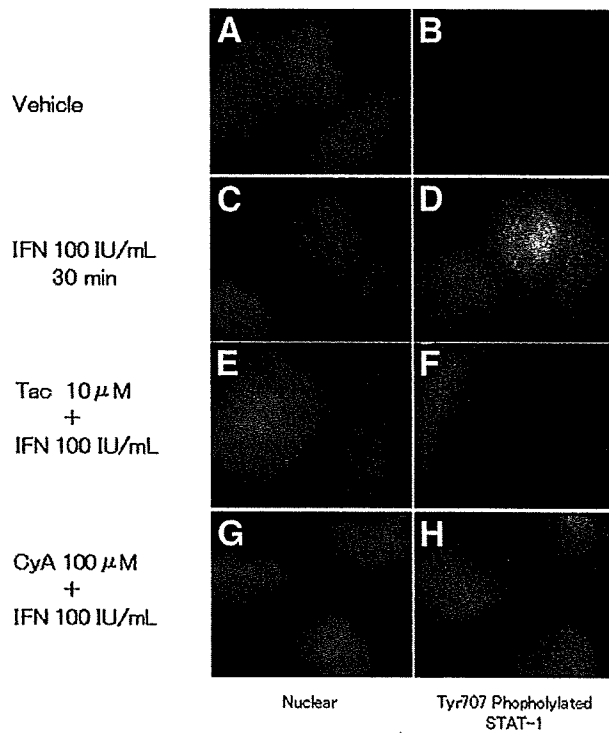 A
B
Vehicle
C
D
IFN 100 IU/mL
30 min
E
F
Tac 10 μM
+
IFN 100 IU/mL
G
H
CyA 100 μM
+
IFN 100 IU/mL
Nuclear
Tyr707 Phopholylated
STAT-1